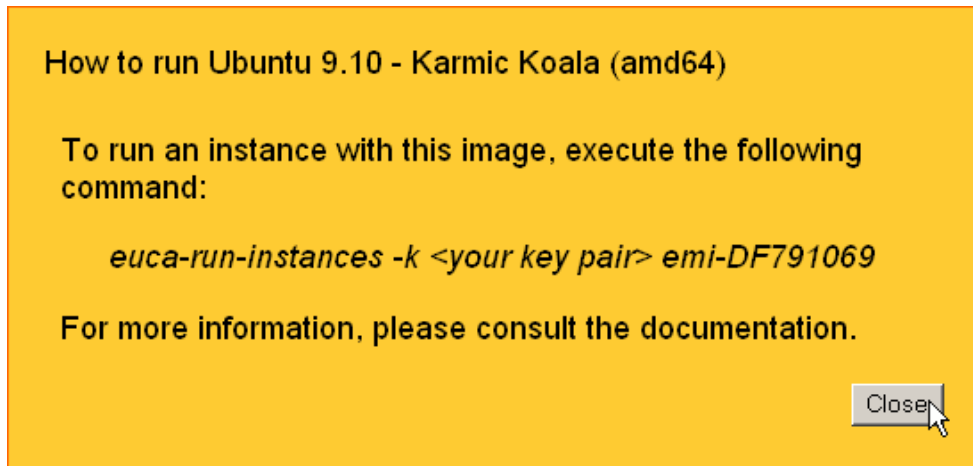 How to run Ubuntu 9.10 - Karmic Koala (amd64)
To run an instance with this image, execute the following
command:
euca-run-instances -k <your key pair> emi-DF791069
For more information, please consult the documentation.
Close